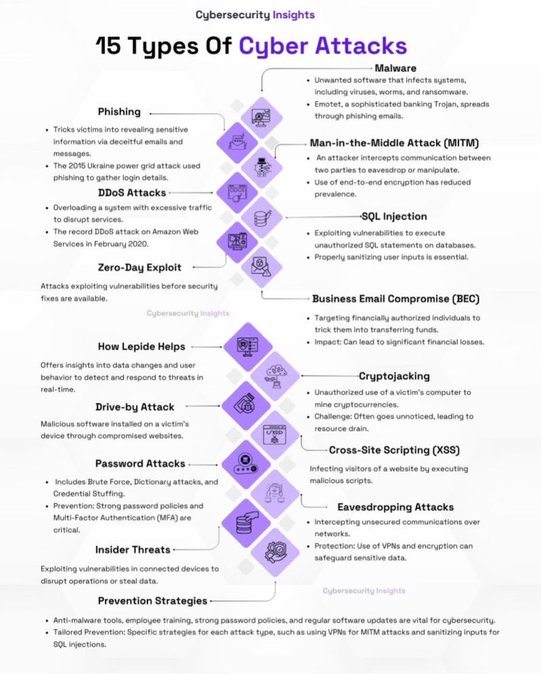 Cybersecurity Insights
15 Types Of Cyber Attacks
Malware
• Unwanted software that infects systems,
including viruses, worms, and ransomware.
• Emotet, a sophisticated banking Trojan, spreads
through phishing emails.
Phishing
• Tricks victims into revealing sensitive
information via deceitful emails and
messages.
• The 2015 Ukraine power grid attack used
phishing to gather login details.
Man-in-the-Middle Attack (MITM)
• An attacker intercepts communication between
two parties to eavesdrop or manipulate.
• Use of end-to-end encryption has reduced
prevalence.
DDoS Attacks
• Overloading a system with excessive traffic
to disrupt services.
• The record DDoS attack on Amazon Web
Services in February 2020.
SQL Injection
• Exploiting vulnerabilities to execute
unauthorized SQL statements on databases.
• Properly sanitizing user inputs is essential.
Zero-Day Exploit
Attacks exploiting vulnerabilities before security
fixes are available.
Business Email Compromise (BEC)
• Targeting financially authorized individuals to
trick them into transferring funds.
• Impact: Can lead to significant financial losses.
Cybersecurity Insights
How Lepide Helps
Offers insights into data changes and user
behavior to detect and respond to threats in
real-time.
Cryptojacking
• Unauthorized use of a victim's computer to
mine cryptocurrencies.
• Challenge: Often goes unnoticed, leading to
resource drain.
Drive-by Attack
Malicious software installed on a victim's
device through compromised websites.
Cross-Site Scripting (XSS)
Infecting visitors of a website by executing
malicious scripts.
Password Attacks
• Includes Brute Force, Dictionary attacks, and
Credential Stuffing.
• Prevention: Strong password policies and
Multi-Factor Authentication (MFA) are
critical.
Eavesdropping Attacks
• Intercepting unsecured communications over
networks.
• Protection: Use of VPNs and encryption can
safeguard sensitive data.
Insider Threats
Exploiting vulnerabilities in connected devices to
disrupt operations or steal data.
Cybersecurity Insights
Prevention Strategies
• Anti-malware tools, employee training, strong password policies, and regular software updates are vital for cybersecurity.
• Tailored Prevention: Specific strategies for each attack type, such as using VPNs for MITM attacks and sanitizing inputs for
SQL injections.